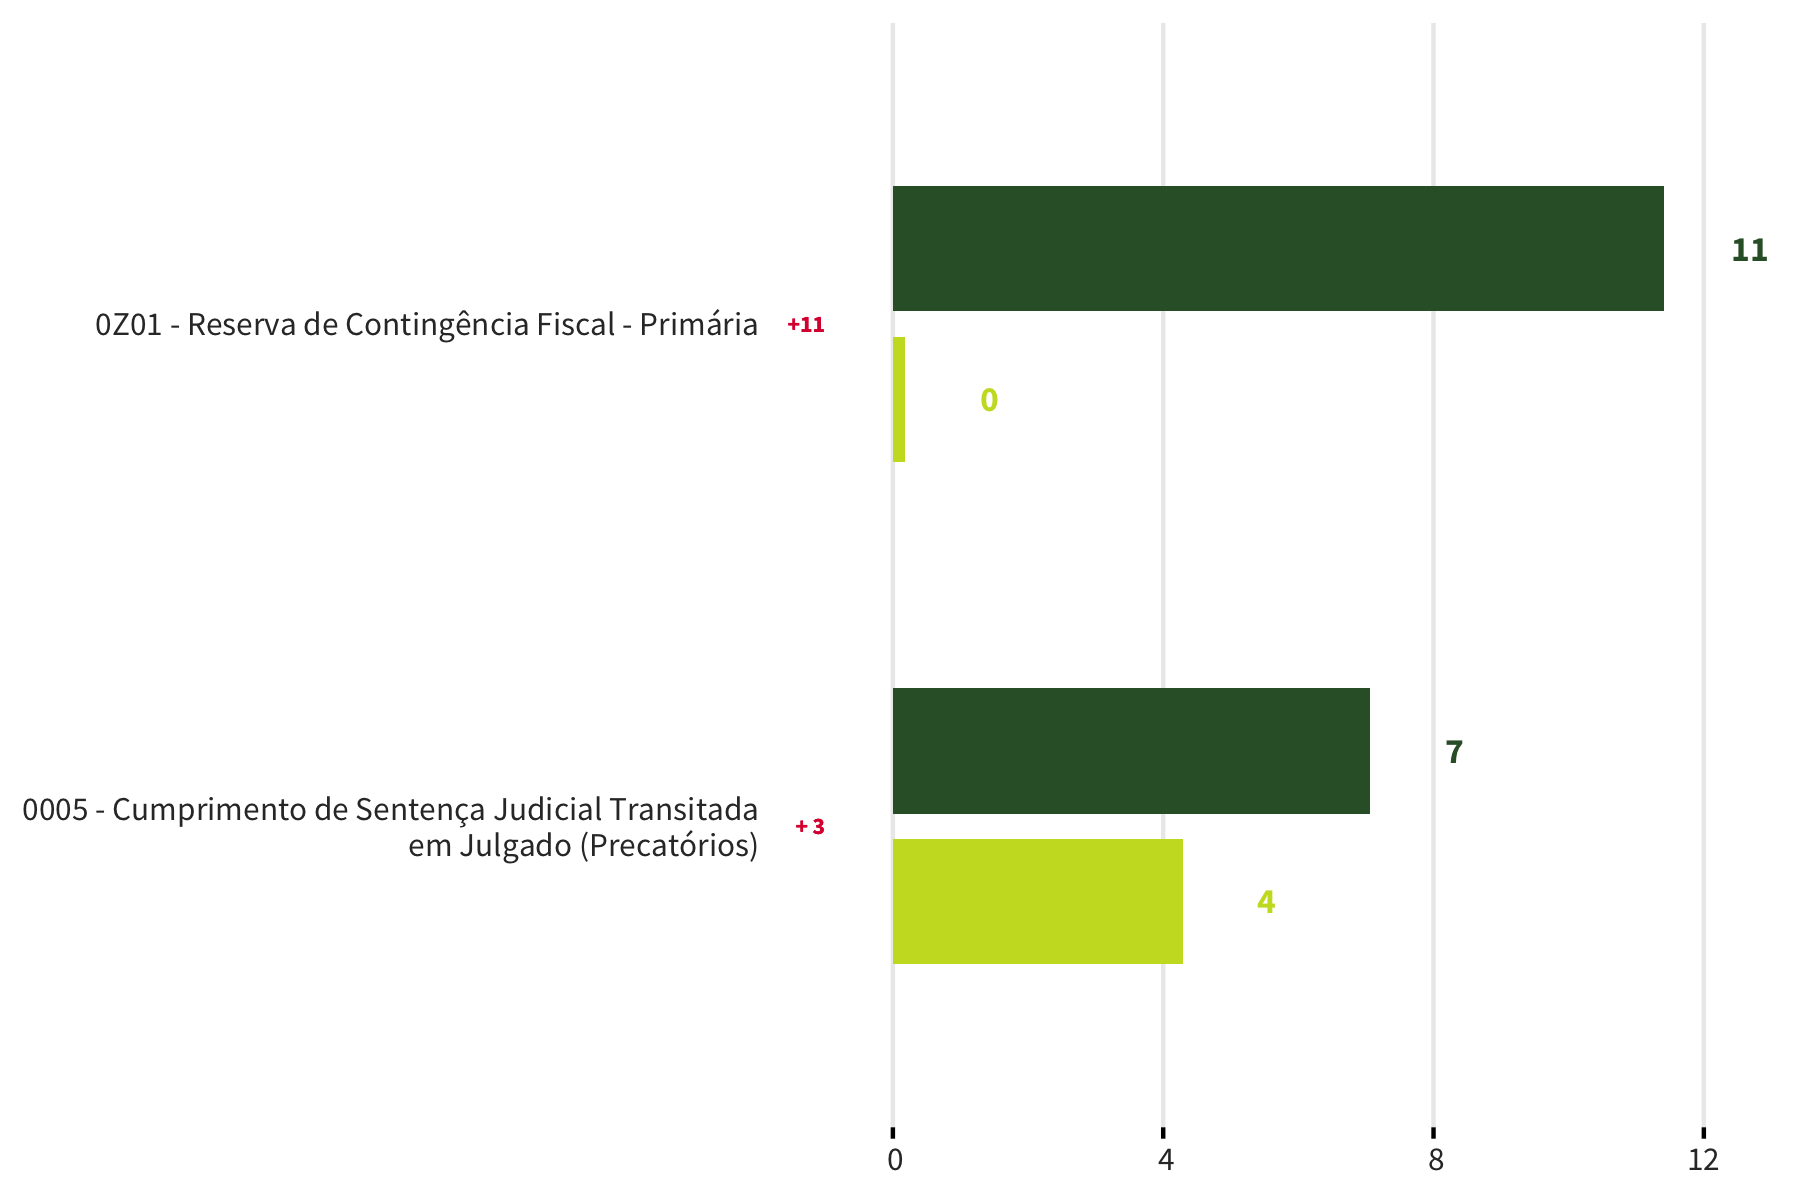 11
0Z01 - Reserva de Contingência Fiscal - Primária +11
0
7
0005 - Cumprimento de Sentença Judicial Transitada
em Julgado (Precatórios)
+ 3
4
0 4 8 12